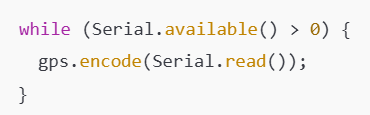 while (Serial.available() > 0) {
  gps.encode(Serial.read());
}